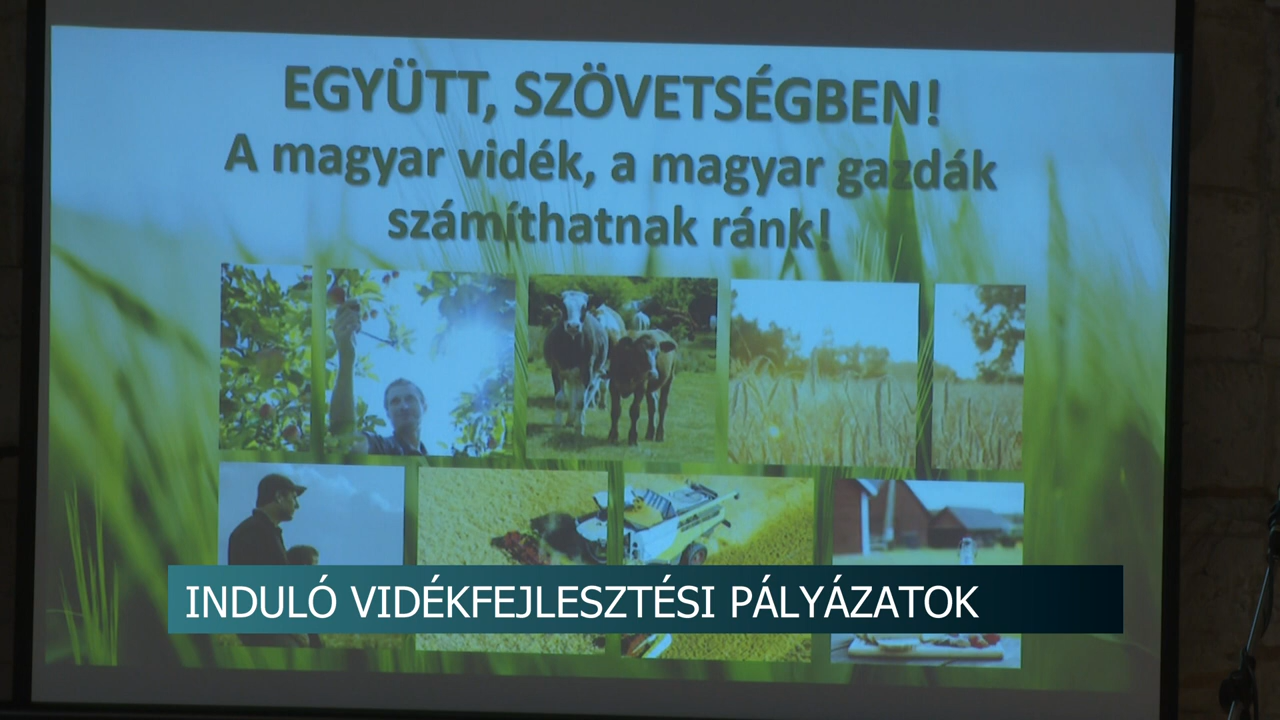 EGYÜTT, SZÖVETSÉGBEN!
A magyar vidék, a magyar gazdák
számíthatnak ránk!
INDULÓ VIDÉKFEJLESZTÉSI PÁLYÁZATOK